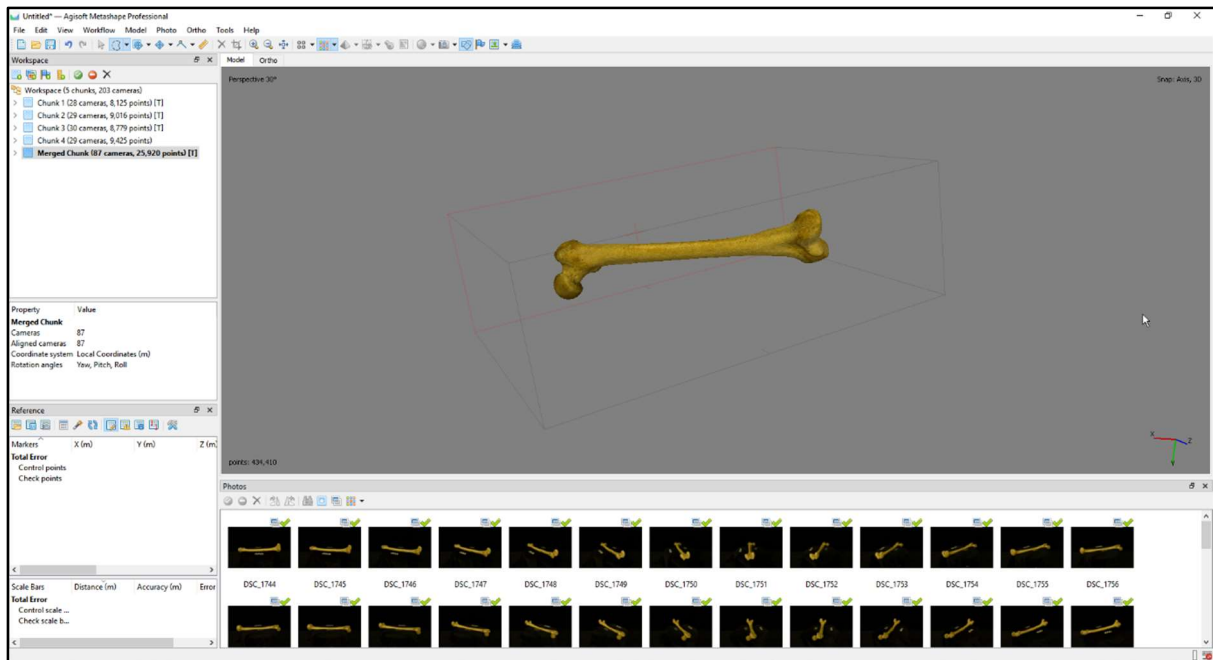 Untitled* — Agisoft Metashape Professional
File Edit View Workflow Model Photo Ortho Tools Help
Workspace
Workspace (5 chunks, 203 cameras)
Chunk 1 (28 cameras, 8,125 points) [T]
Chunk 2 (29 cameras, 9,016 points) [T]
Chunk 3 (30 cameras, 8,779 points) [T]
Chunk 4 (29 cameras, 9,425 points)
Merged Chunk (87 cameras, 25,920 points) [T]
Property Value
Merged Chunk
Cameras 87
Aligned cameras 87
Coordinate system Local Coordinates (m)
Rotation angles Yaw, Pitch, Roll
Reference
Markers X (m) Y (m) Z (m)
Total Error
Control points
Check points
Scale Bars Distance (m) Accuracy (m) Error
Total Error
Control scale ...
Check scale b...
Model Ortho
Perspective 30°
Snap: Axis, 3D
X Z Y
points: 434,410
Photos
DSC_1744 DSC_1745 DSC_1746 DSC_1747 DSC_1748 DSC_1749 DSC_1750 DSC_1751 DSC_1752 DSC_1753 DSC_1754 DSC_1755 DSC_1756